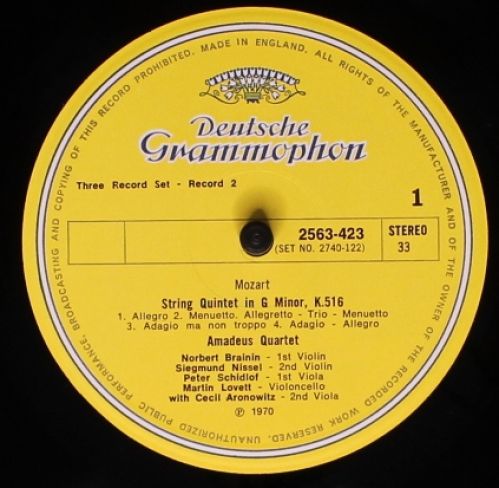 MADE IN ENGLAND. ALL RIGHTS OF THE MANUFACTURER AND OF THE OWNER OF THE RECORDED WORK RESERVED. UNAUTHORIZED PUBLIC PERFORMANCE, BROADCASTING AND COPYING OF THIS RECORD PROHIBITED.
Deutsche
Grammophon
Three Record Set - Record 2
1
2563-423
(SET NO. 2740-122)
STEREO
33
Mozart
String Quintet in G Minor, K.516
1. Allegro 2. Menuetto. Allegretto - Trio - Menuetto
3. Adagio ma non troppo 4. Adagio - Allegro
Amadeus Quartet
Norbert Brainin - 1st Violin
Siegmund Nissel - 2nd Violin
Peter Schidlof - 1st Viola
Martin Lovett - Violoncello
with Cecil Aronowitz - 2nd Viola
℗ 1970